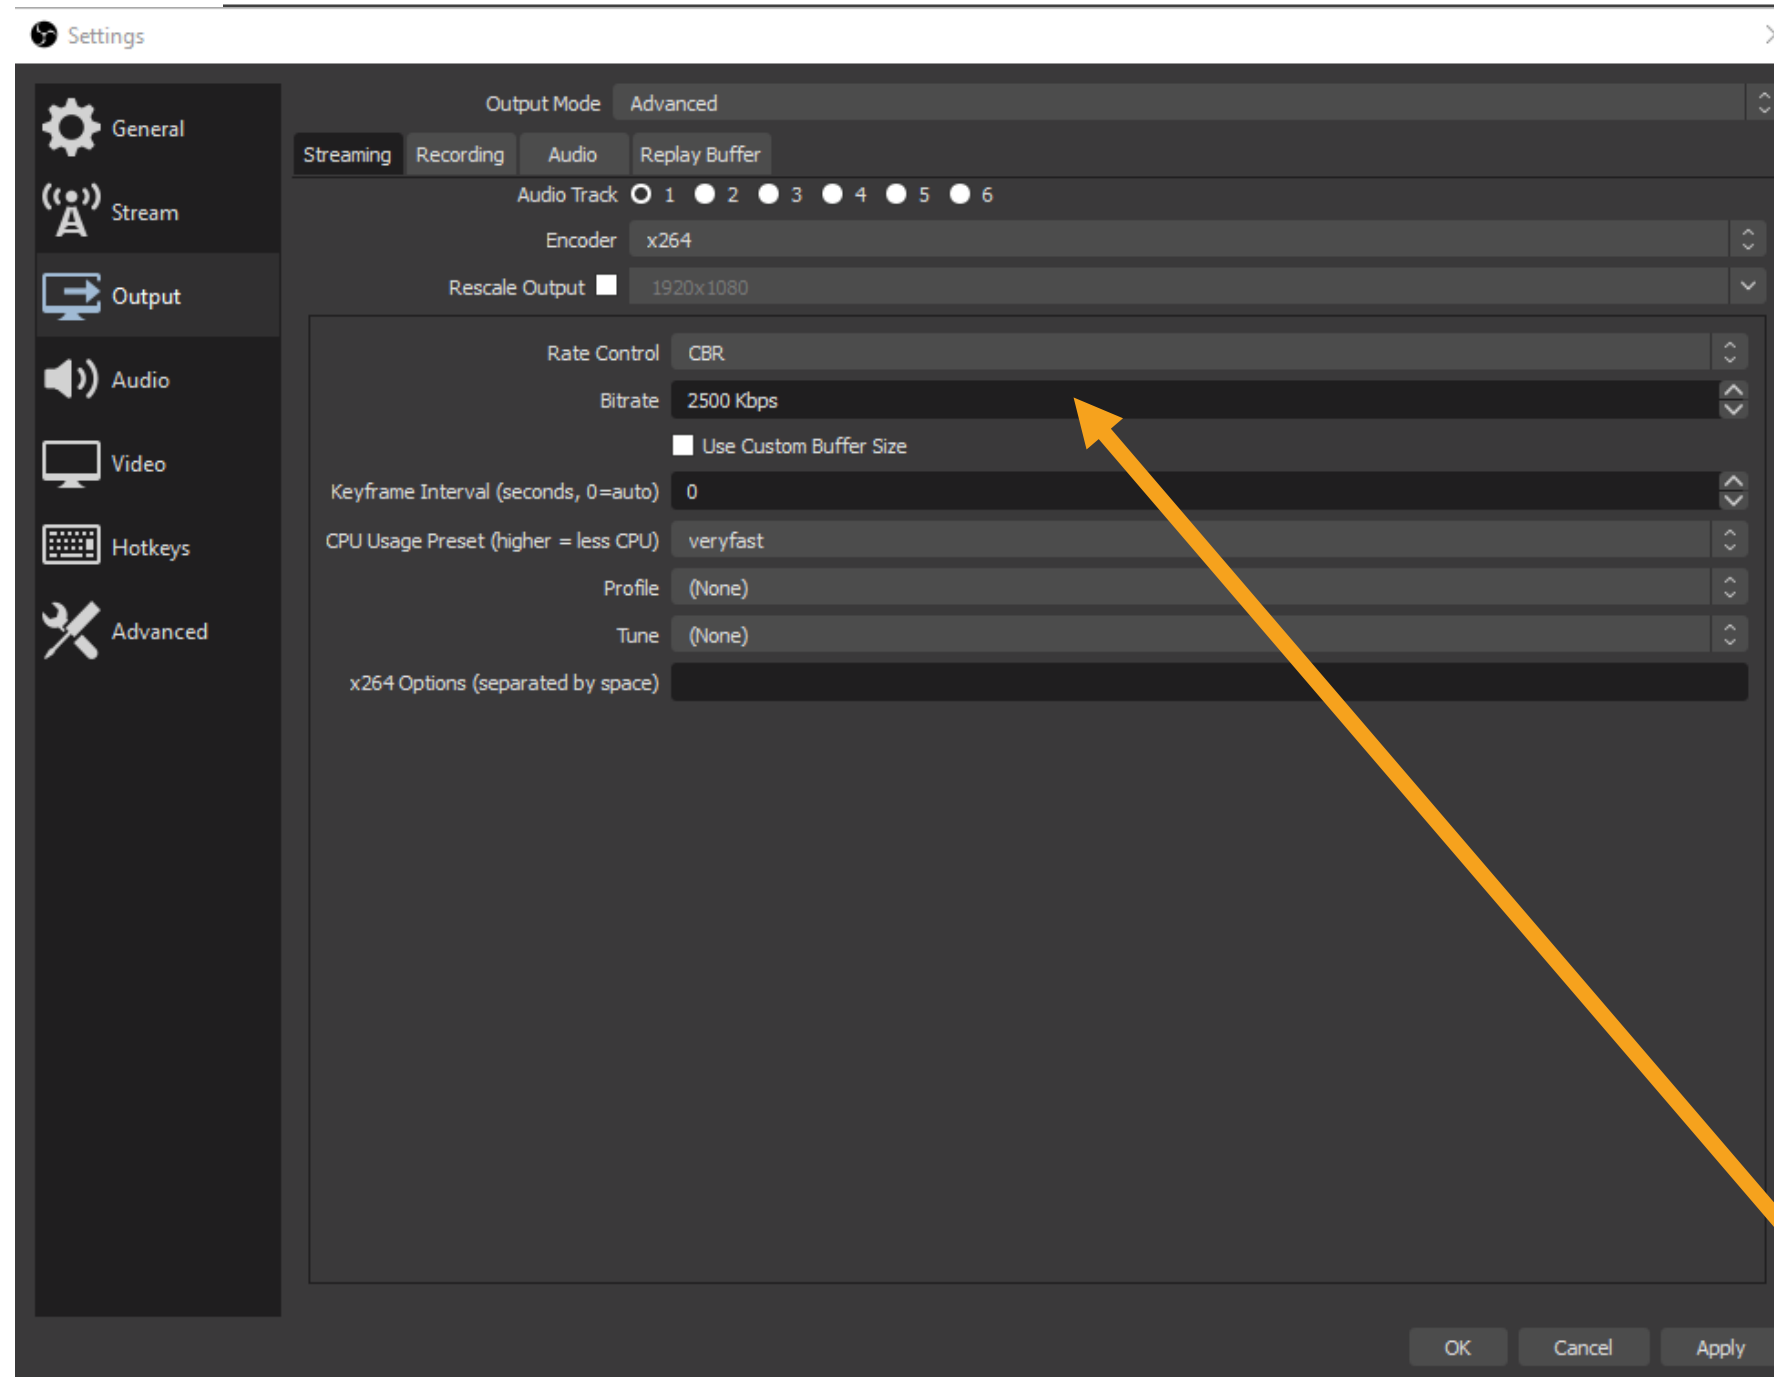 Settings
General
Stream
Output
Audio
Video
Hotkeys
Advanced
Output Mode Advanced
Streaming Recording Audio Replay Buffer
Audio Track 1 2 3 4 5 6
Encoder x264
Rescale Output 1920x1080
Rate Control CBR
Bitrate 2500 Kbps
Use Custom Buffer Size
Keyframe Interval (seconds, 0=auto) 0
CPU Usage Preset (higher = less CPU) veryfast
Profile (None)
Tune (None)
x264 Options (separated by space)
OK Cancel Apply